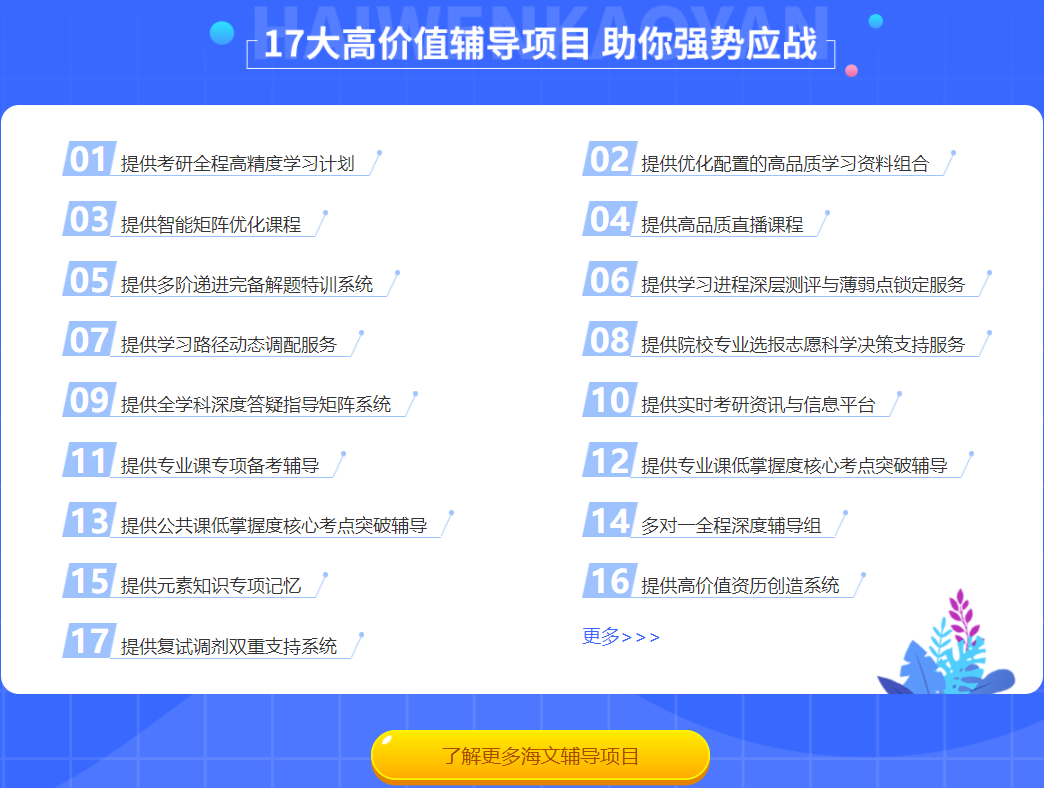 HAIWENKAOYAN
17大高价值辅导项目 助你强势应战
01 提供考研全程高精度学习计划
02 提供优化配置的高品质学习资料组合
03 提供智能矩阵优化课程
04 提供高品质直播课程
05 提供多阶递进完备解题特训系统
06 提供学习进程深层测评与薄弱点锁定服务
07 提供学习路径动态调配服务
08 提供院校专业选报志愿科学决策支持服务
09 提供全学科深度答疑指导矩阵系统
10 提供实时考研资讯与信息平台
11 提供专业课专项备考辅导
12 提供专业课低掌握度核心考点突破辅导
13 提供公共课低掌握度核心考点突破辅导
14 多对一全程深度辅导组
15 提供元素知识专项记忆
16 提供高价值资历创造系统
17 提供复试调剂双重支持系统
更多>>>
了解更多海文辅导项目